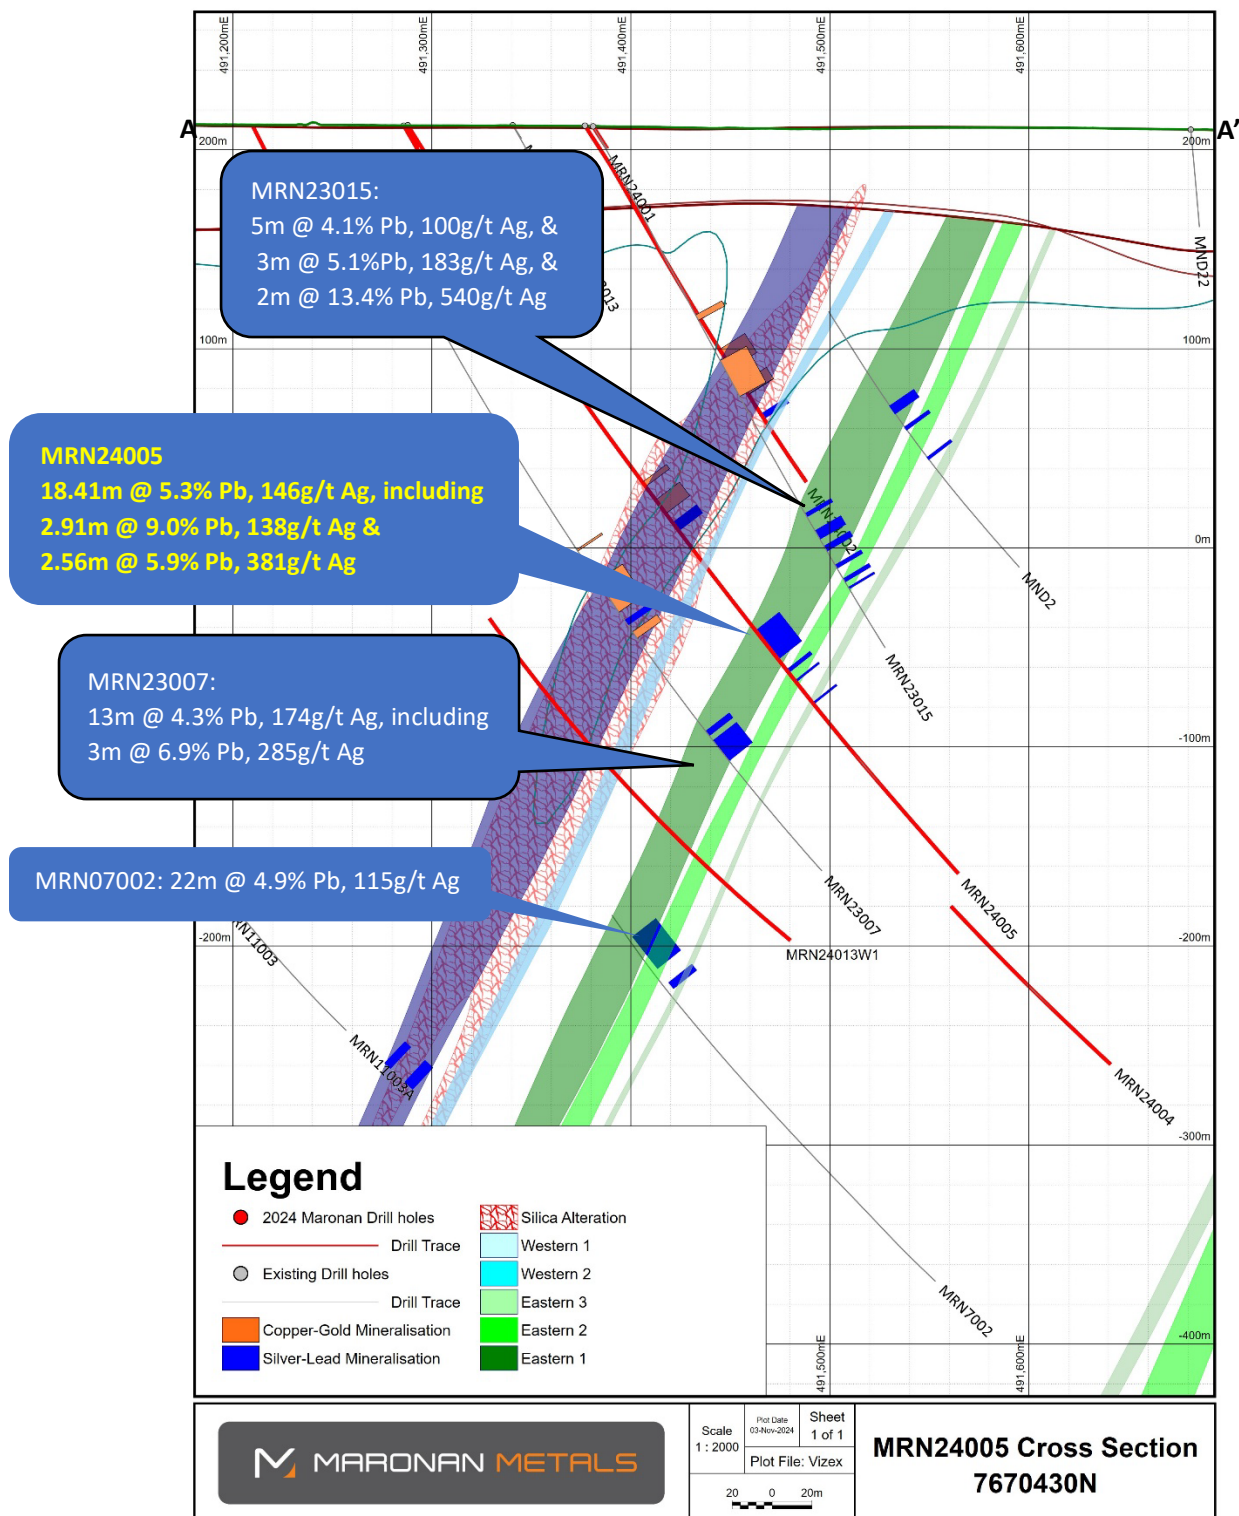 491,200mE
491,300mE
491,400mE
491,500mE
491,600mE
A
A'
200m
200m
MRN24001
MND22
MRN23015:
5m @ 4.1% Pb, 100g/t Ag, &
3m @ 5.1%Pb, 183g/t Ag, &
2m @ 13.4% Pb, 540g/t Ag
013
100m
100m
MRN24005
18.41m @ 5.3% Pb, 146g/t Ag, including
2.91m @ 9.0% Pb, 138g/t Ag &
2.56m @ 5.9% Pb, 381g/t Ag
0m
MND2
MRN23015
MRN23007:
13m @ 4.3% Pb, 174g/t Ag, including
3m @ 6.9% Pb, 285g/t Ag
-100m
MRN07002: 22m @ 4.9% Pb, 115g/t Ag
MRN23007
MRN24005
-200m
-200m
RN11003
MRN24013W1
MRN11003A
MRN24004
-300m
MRN7002
-400m
Legend
2024 Maronan Drill holes
Drill Trace
Existing Drill holes
Drill Trace
Copper-Gold Mineralisation
Silver-Lead Mineralisation
Silica Alteration
Western 1
Western 2
Eastern 3
Eastern 2
Eastern 1
491,500mE
491,600mE
MARONAN METALS
Scale
1 : 2000
Plot Date
03-Nov-2024
Sheet
1 of 1
Plot File: Vizex
20 0 20m
MRN24005 Cross Section
7670430N